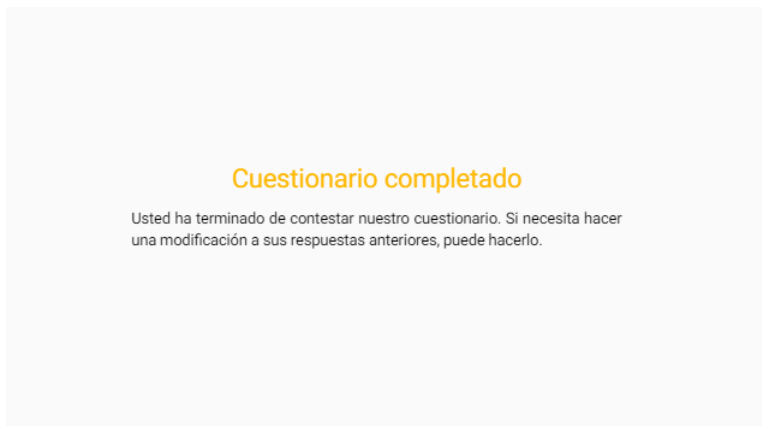 Cuestionario completado
Usted ha terminado de contestar nuestro cuestionario. Si necesita hacer
una modificación a sus respuestas anteriores, puede hacerlo.